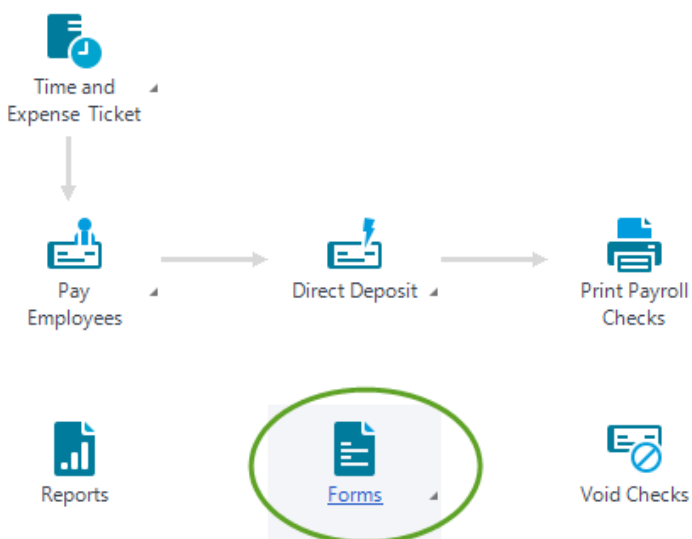 Time and
Expense Ticket
Pay
Employees
Direct Deposit
Print Payroll
Checks
Reports
Forms
Void Checks